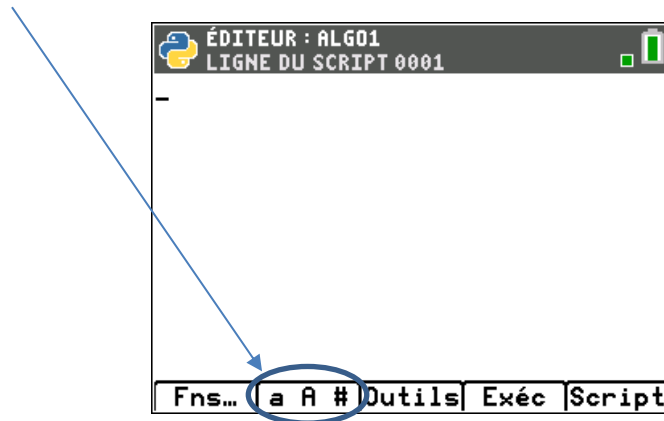 ÉDITEUR : ALGO1
LIGNE DU SCRIPT 0001
Fns… a A # Outils Exéc Script